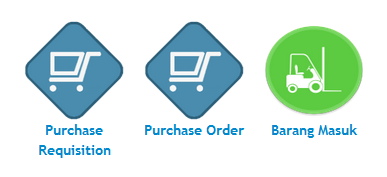 Purchase
Requisition
Purchase Order
Barang Masuk